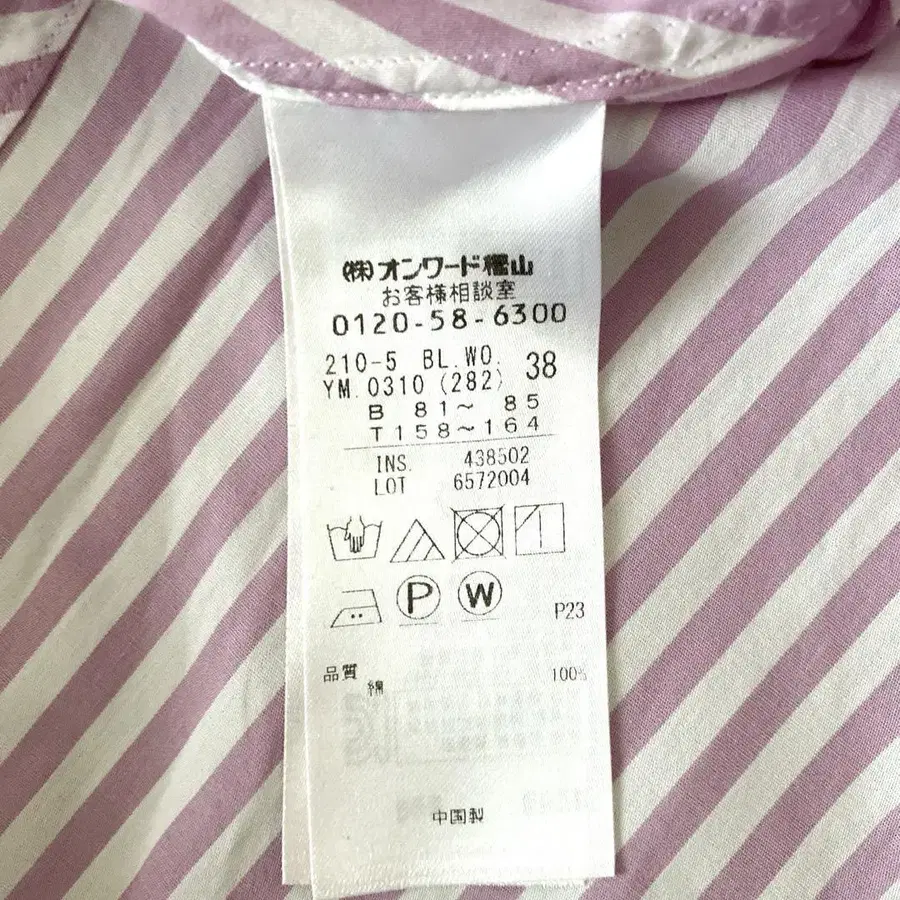 (株)オンワード樫山
お客様相談室
0120-58-6300
210-5 BL.WO. 38
YM.0310 (282)
B 81〜 85
T158〜164
INS. 438502
LOT 6572004
P W
P23
品質
綿 100%
中国製